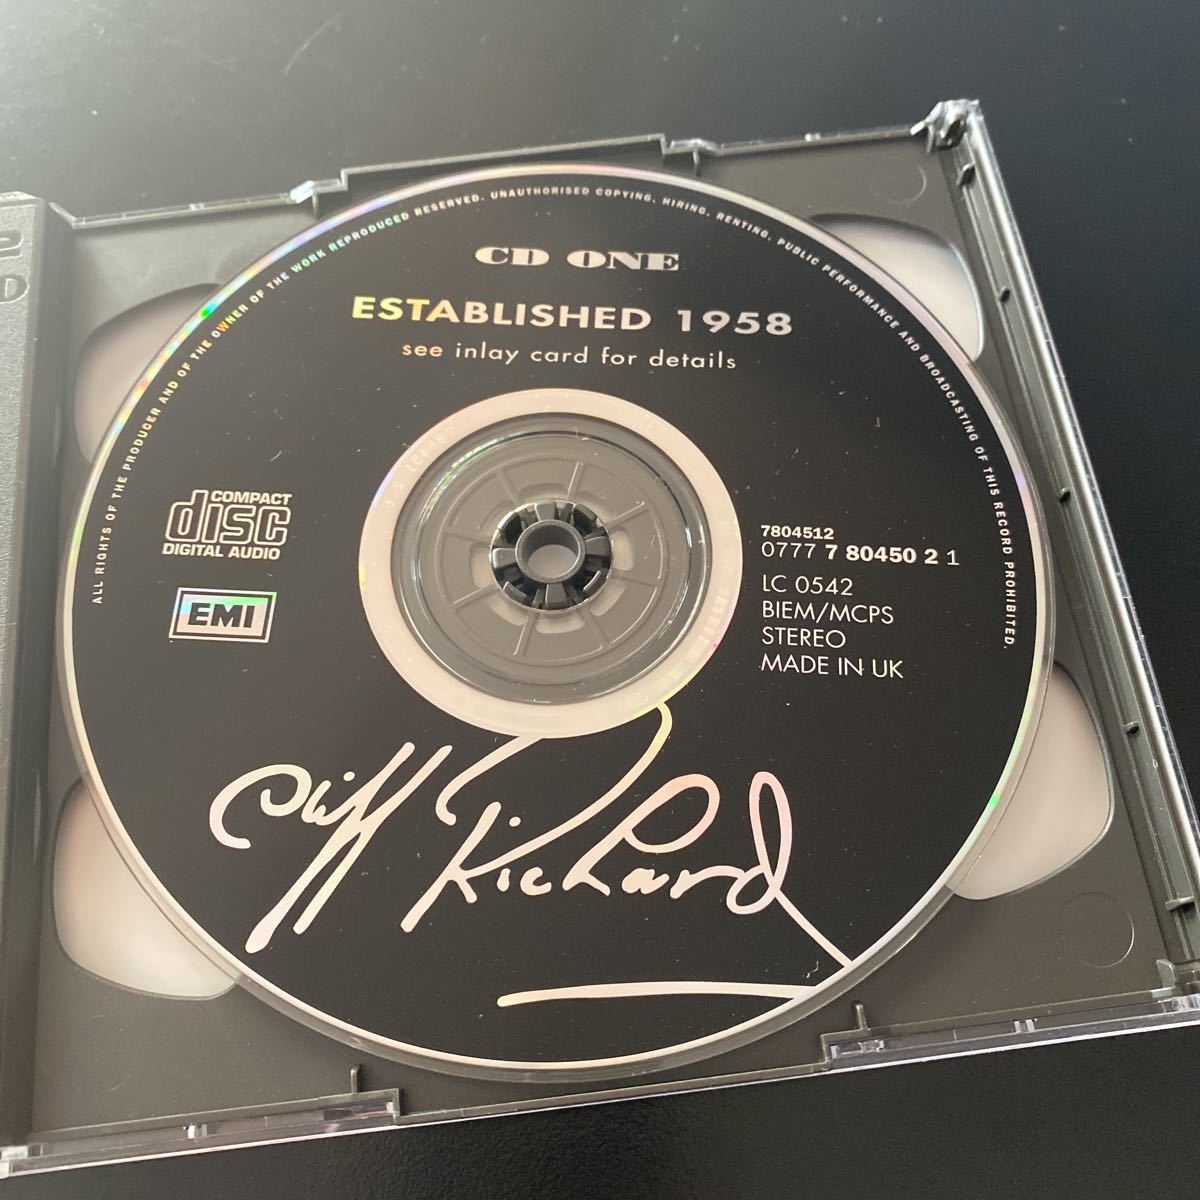 ALL RIGHTS OF THE PRODUCER AND OF THE OWNER OF THE WORK REPRODUCED RESERVED. UNAUTHORISED COPYING, HIRING, RENTING, PUBLIC PERFORMANCE AND BROADCASTING OF THIS RECORD PROHIBITED.
CD ONE
ESTABLISHED 1958
see inlay card for details
COMPACT
disc
DIGITAL AUDIO
EMI
7804512
0777 7 80450 2 1
LC 0542
BIEM/MCPS
STEREO
MADE IN UK
Cliff Richard
2